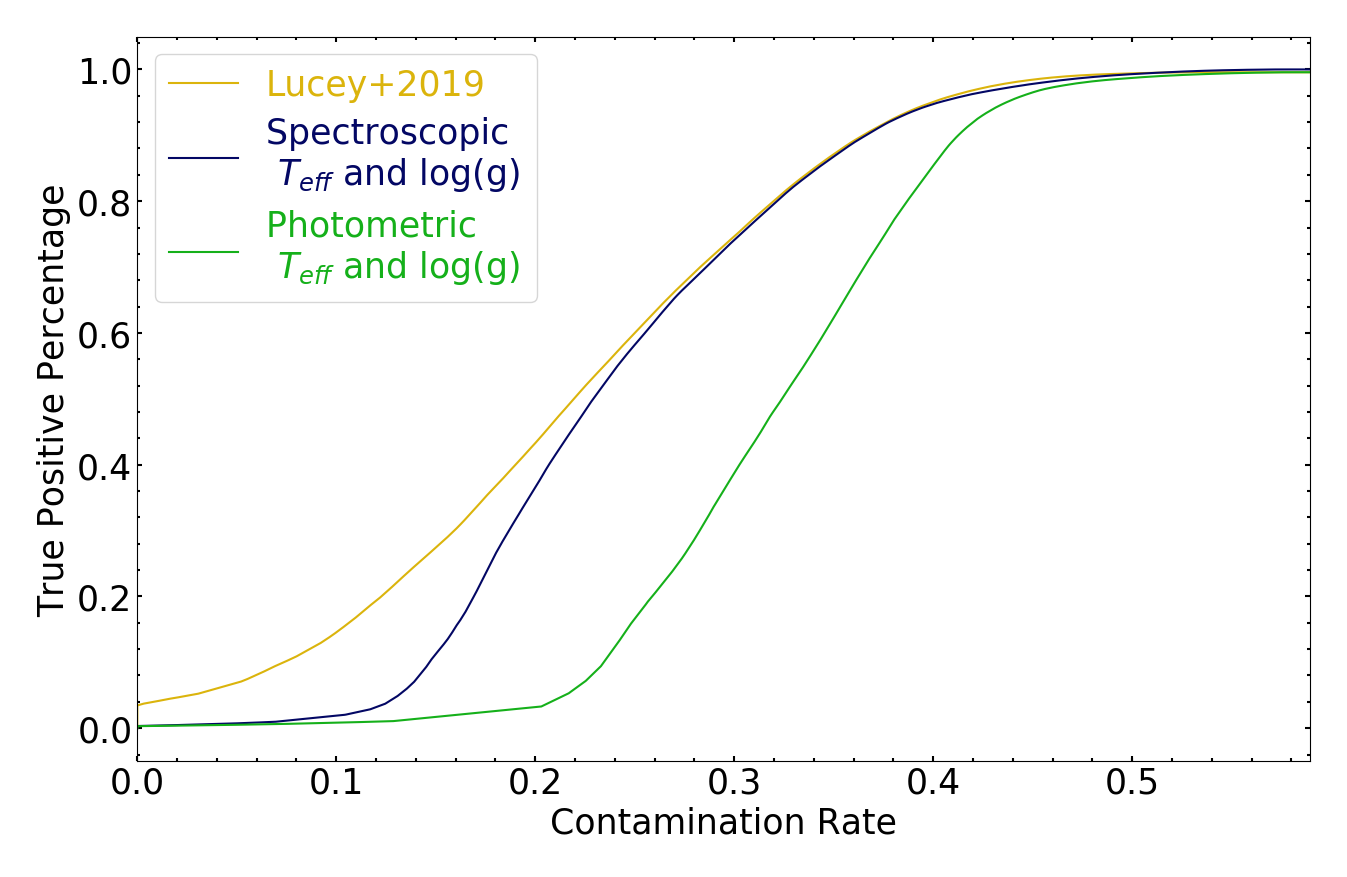 Lucey+2019
Spectroscopic
T_eff and log(g)
Photometric
T_eff and log(g)
True Positive Percentage
1.0
0.8
0.6
0.4
0.2
0.0
0.0 0.1 0.2 0.3 0.4 0.5
Contamination Rate